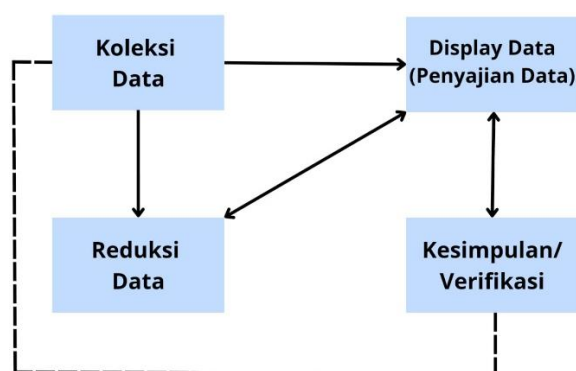 Koleksi
Data
Display Data
(Penyajian Data)
Reduksi
Data
Kesimpulan/
Verifikasi